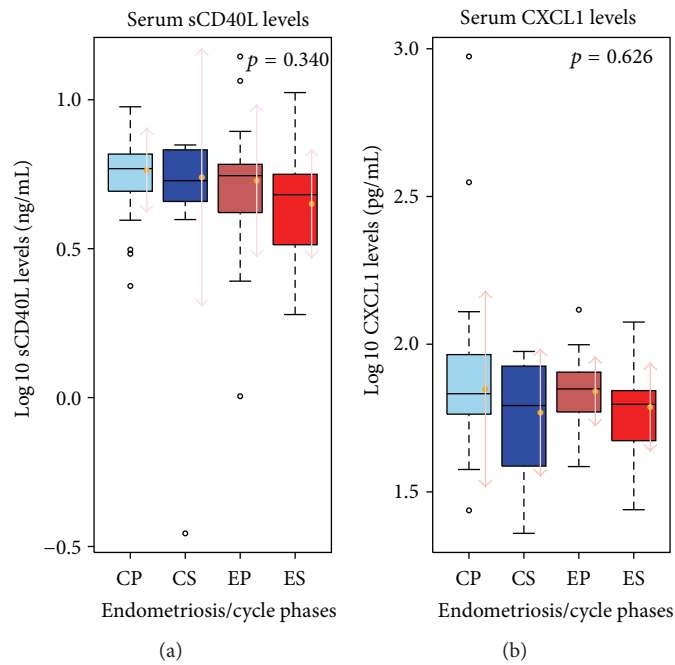 Serum sCD40L levels
p = 0.340
Log 10 sCD40L levels (ng/mL)
1.0
0.5
0.0
−0.5
CP CS EP ES
Endometriosis/cycle phases
(a)
Serum CXCL1 levels
p = 0.626
Log 10 CXCL1 levels (pg/mL)
3.0
2.5
2.0
1.5
CP CS EP ES
Endometriosis/cycle phases
(b)